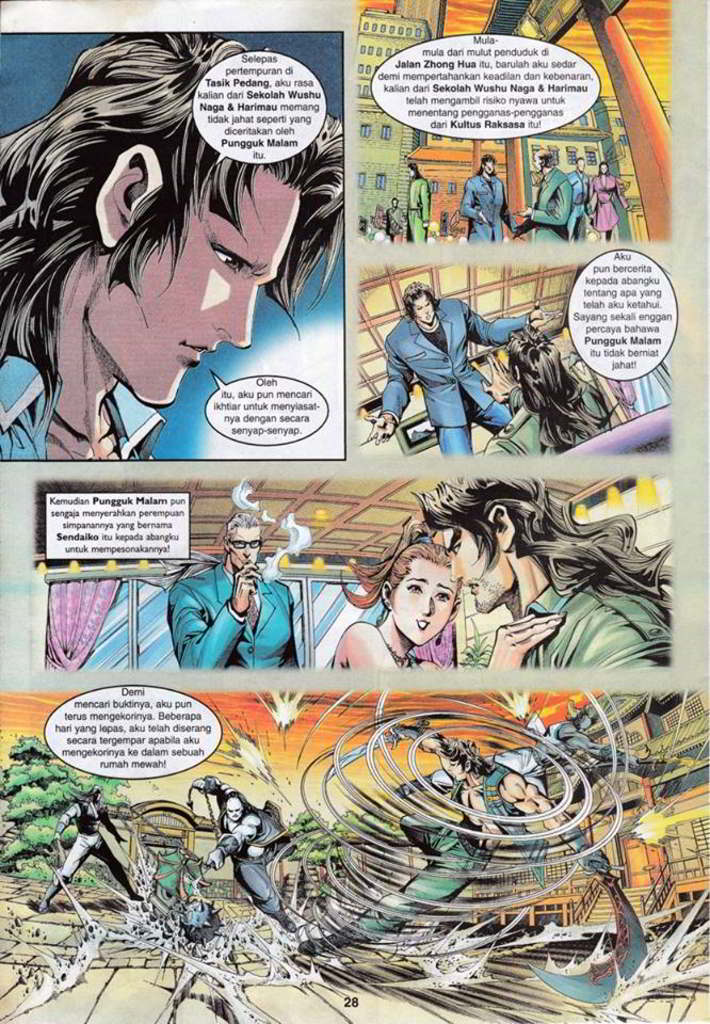 Selepas
pertempuran di
Tasik Pedang, aku rasa
kalian dari Sekolah Wushu
Naga & Harimau memang
tidak jahat seperti yang
diceritakan oleh
Pungguk Malam
itu.
Oleh
itu, aku pun mencari
ikhtiar untuk menyiasat-
nya dengan secara
senyap-senyap.
Mula-
mula dari mulut penduduk di
Jalan Zhong Hua itu, barulah aku sedar
demi mempertahankan keadilan dan kebenaran,
kalian dari Sekolah Wushu Naga & Harimau
telah mengambil risiko nyawa untuk
menentang pengganas-pengganas
dari Kultus Raksasa itu!
Aku
pun bercerita
kepada abangku
tentang apa yang
telah aku ketahui.
Sayang sekali enggan
percaya bahawa
Pungguk Malam
itu tidak berniat
jahat!
Kemudian Pungguk Malam pun
sengaja menyerahkan perempuan
simpanannya yang bernama
Sendaiko itu kepada abangku
untuk mempesonakannya!
Demi
mencari buktinya, aku pun
terus mengekorinya. Beberapa
hari yang lepas, aku telah diserang
secara tergempar apabila aku
mengekorinya ke dalam sebuah
rumah mewah!
28